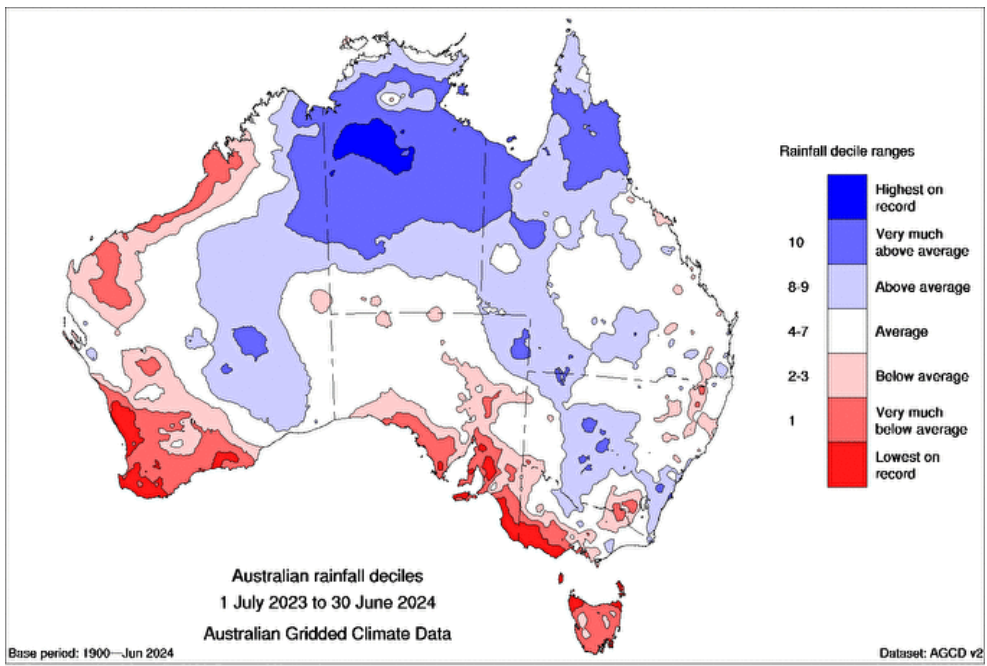 Rainfall decile ranges
Highest on
record
10
Very much
above average
8-9
Above average
4-7
Average
2-3
Below average
1
Very much
below average
Lowest on
record
Australian rainfall deciles
1 July 2023 to 30 June 2024
Australian Gridded Climate Data
Base period: 1900—Jun 2024
Dataset: AGCD v2